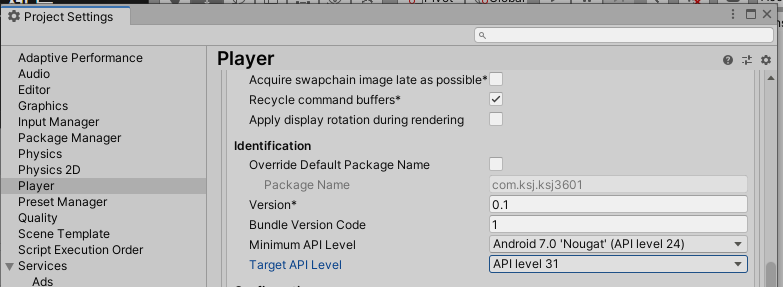 Pivot
Global
Project Settings
Adaptive Performance
Audio
Editor
Graphics
Input Manager
Package Manager
Physics
Physics 2D
Player
Preset Manager
Quality
Scene Template
Script Execution Order
Services
Ads
Player
Acquire swapchain image late as possible*
Recycle command buffers*
Apply display rotation during rendering
Identification
Override Default Package Name
Package Name com.ksj.ksj3601
Version* 0.1
Bundle Version Code 1
Minimum API Level Android 7.0 'Nougat' (API level 24)
Target API Level API level 31